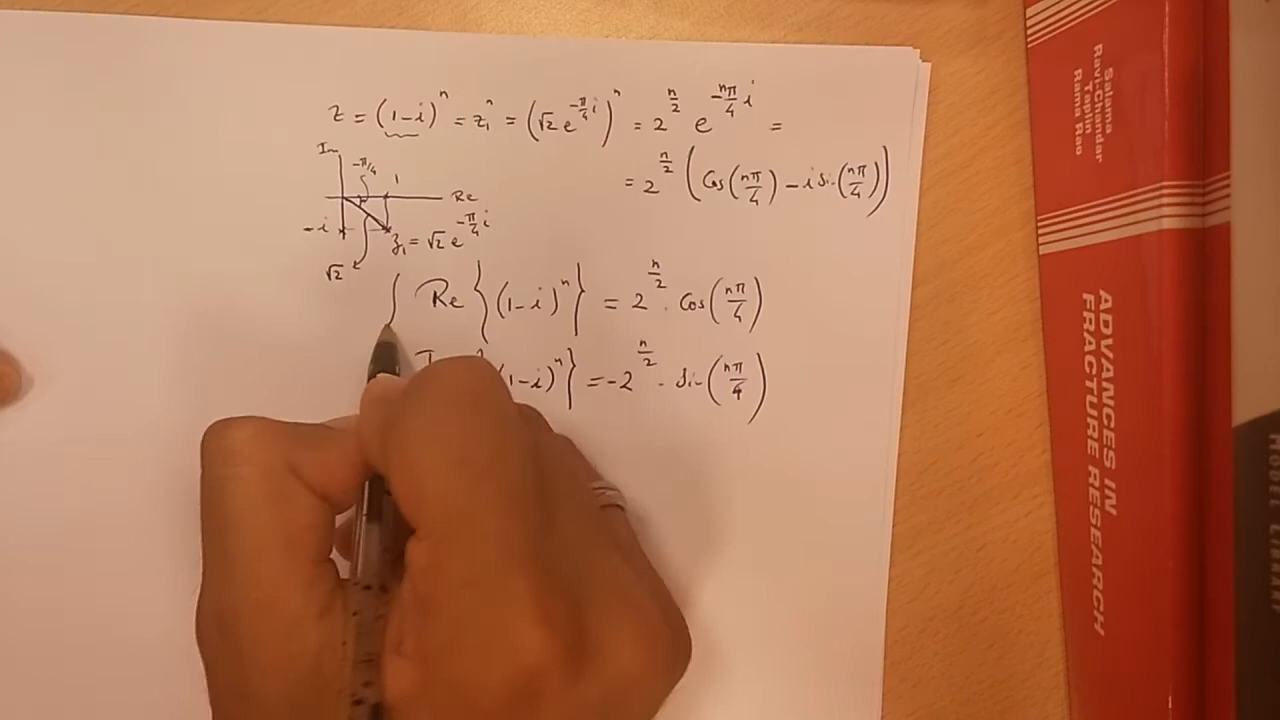 z = (1-i)^n = z₁^n = (√2 e^{-π/4 i})^n = 2^{n/2} e^{-nπ/4 i} =
= 2^{n/2} (Cos(nπ/4) - i Sin(nπ/4))
Im
-π/4
1
Re
-i
z₁ = √2 e^{-π/4 i}
√2
Re{(1-i)^n} = 2^{n/2} . Cos(nπ/4)
(1-i)^n} = -2^{n/2} . Sin(nπ/4)
Salama
Ravi-Chandar
Taplin
Rama Rao
ADVANCES IN
FRACTURE RESEARCH